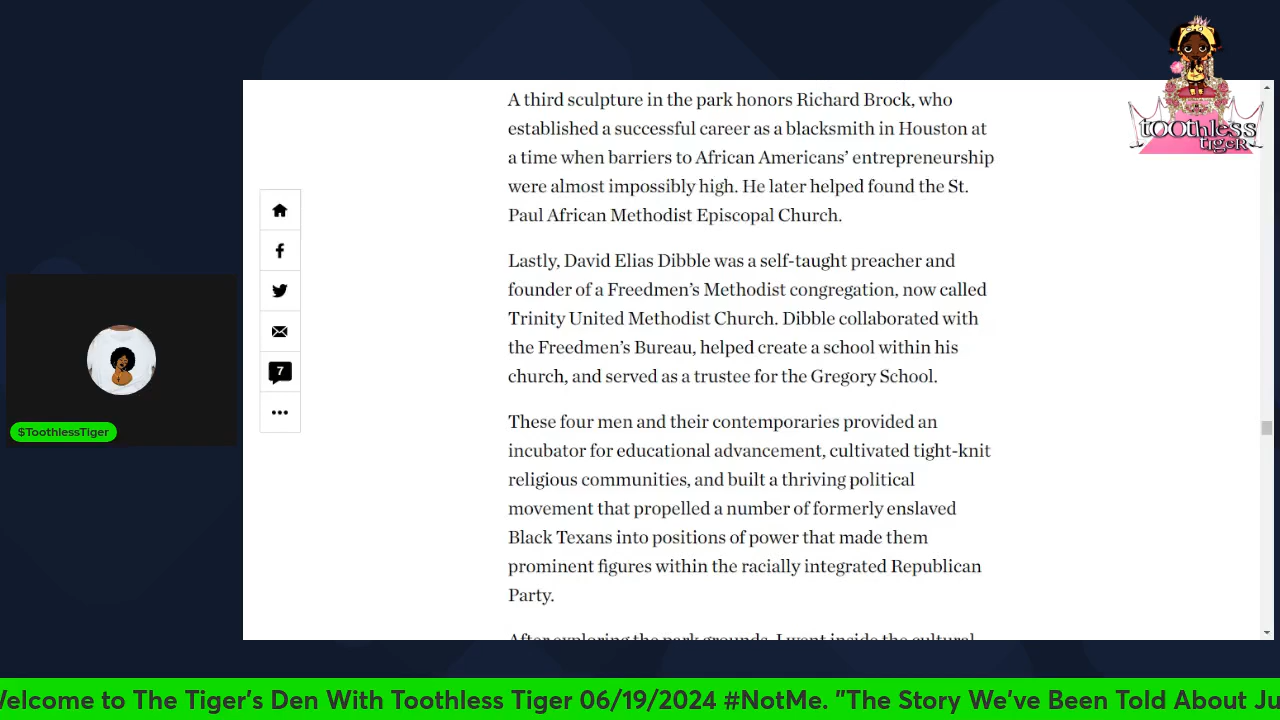 A third sculpture in the park honors Richard Brock, who
established a successful career as a blacksmith in Houston at
a time when barriers to African Americans’ entrepreneurship
were almost impossibly high. He later helped found the St.
Paul African Methodist Episcopal Church.
Lastly, David Elias Dibble was a self-taught preacher and
founder of a Freedmen’s Methodist congregation, now called
Trinity United Methodist Church. Dibble collaborated with
the Freedmen’s Bureau, helped create a school within his
church, and served as a trustee for the Gregory School.
These four men and their contemporaries provided an
incubator for educational advancement, cultivated tight-knit
religious communities, and built a thriving political
movement that propelled a number of formerly enslaved
Black Texans into positions of power that made them
prominent figures within the racially integrated Republican
Party.
After exploring the park grounds, I went inside the cultural
7
toothless
tigeR
$ToothlessTiger
Welcome to The Tiger's Den With Toothless Tiger 06/19/2024 #NotMe. "The Story We've Been Told About Ju